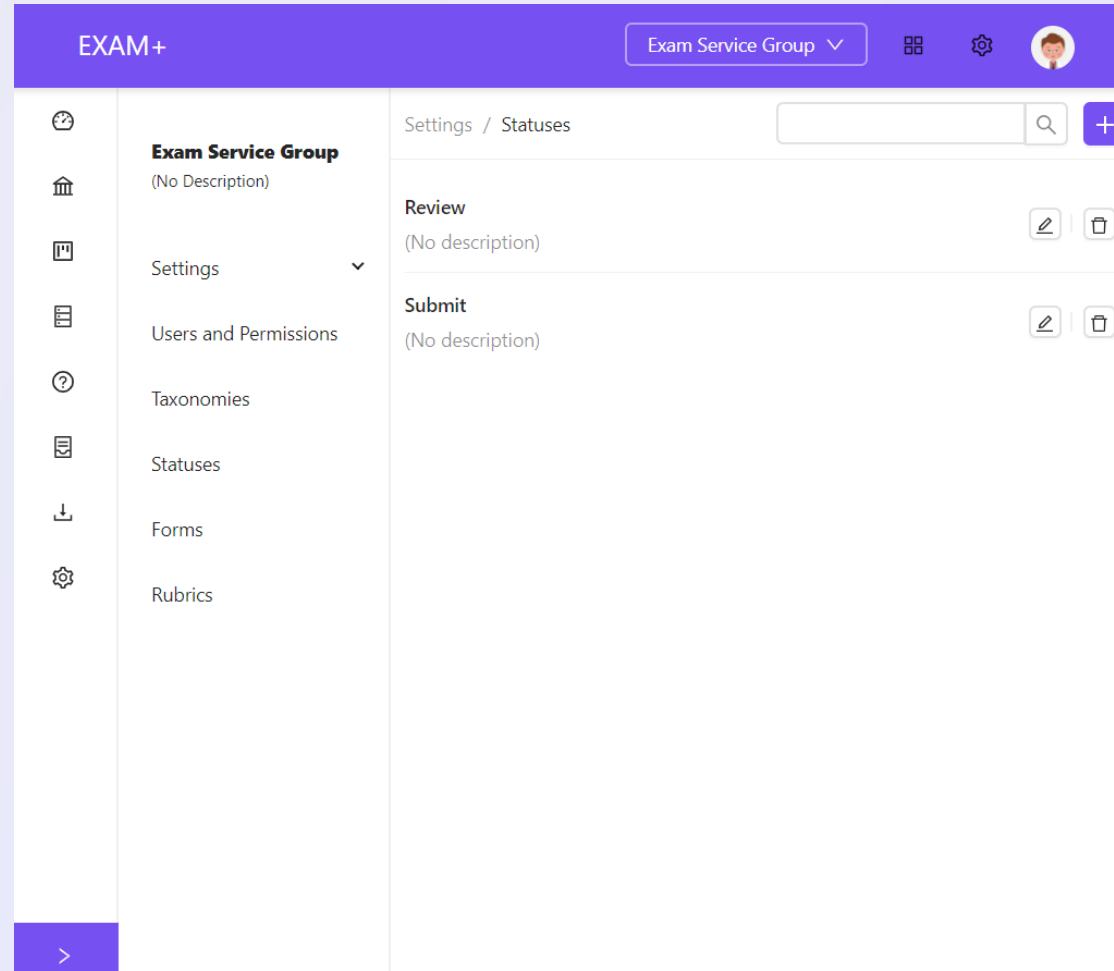 EXAM+
Exam Service Group
Exam Service Group
(No Description)
Settings
Users and Permissions
Taxonomies
Statuses
Forms
Rubrics
Settings / Statuses
Review
(No description)
Submit
(No description)